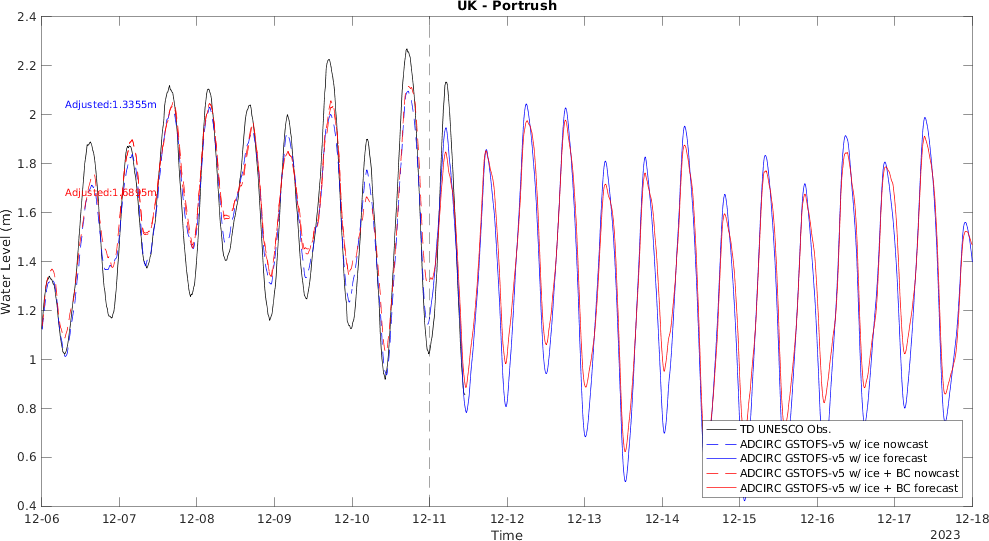 UK - Portrush
2.4
2.2
2
1.8
1.6
1.4
1.2
1
0.8
0.6
0.4
Water Level (m)
Adjusted:1.3355m
Adjusted:1.6895m
TD UNESCO Obs.
ADCIRC GSTOFS-v5 w/ ice nowcast
ADCIRC GSTOFS-v5 w/ ice forecast
ADCIRC GSTOFS-v5 w/ ice + BC nowcast
ADCIRC GSTOFS-v5 w/ ice + BC forecast
12-06 12-07 12-08 12-09 12-10 12-11 12-12 12-13 12-14 12-15 12-16 12-17 12-18
Time
2023